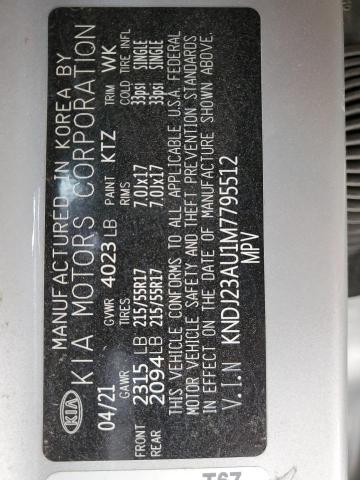 MANUFACTURED IN KOREA BY
KIA KIA MOTORS CORPORATION
04/21 GVWR 4023 LB PAINT KTZ TRIM WK
GAWR TIRES RIMS COLD TIRE INFL
FRONT 2315 LB 215/55R17 7.0Jx17 33psi SINGLE
REAR 2094 LB 215/55R17 7.0Jx17 33psi SINGLE
THIS VEHICLE CONFORMS TO ALL APPLICABLE U.S.A. FEDERAL
MOTOR VEHICLE SAFETY AND THEFT PREVENTION STANDARDS
IN EFFECT ON THE DATE OF MANUFACTURE SHOWN ABOVE.
V.I.N KNDJ23AU1M7795512
MPV